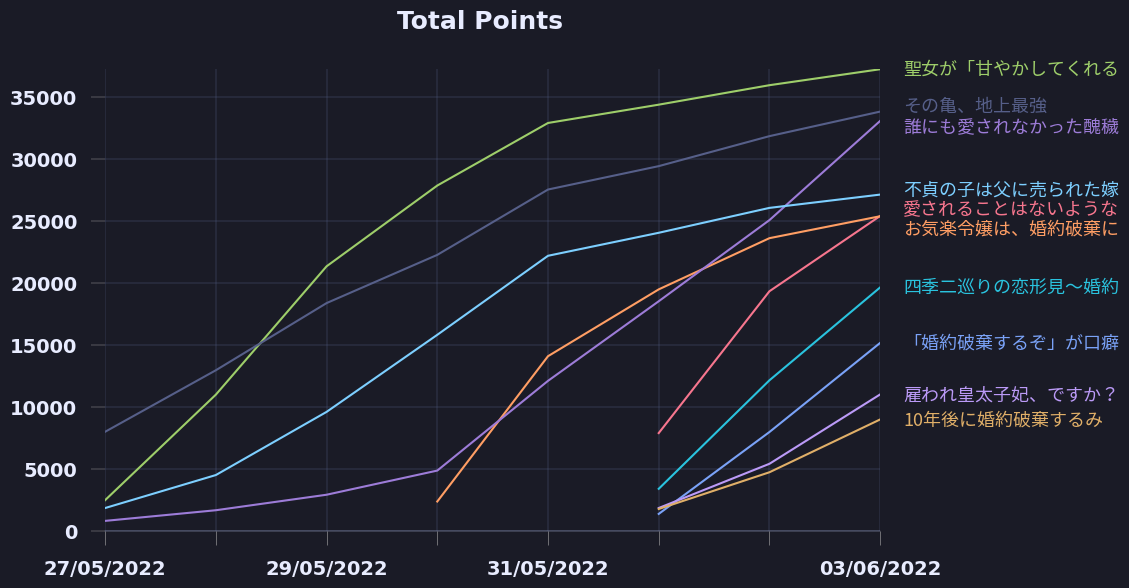 Total Points
35000
30000
25000
20000
15000
10000
5000
0
27/05/2022
29/05/2022
31/05/2022
03/06/2022
聖女が「甘やかしてくれる
その亀、地上最強
誰にも愛されなかった醜穢
不貞の子は父に売られた嫁
愛されることはないような
お気楽令嬢は、婚約破棄に
四季二巡りの恋形見～婚約
「婚約破棄するぞ」が口癖
雇われ皇太子妃、ですか？
10年後に婚約破棄するみ